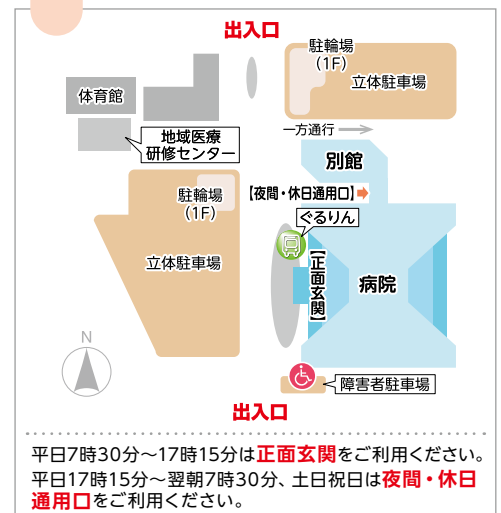 出入口
駐輪場
(1F)
立体駐車場
体育館
地域医療
研修センター
一方通行
別館
【夜間・休日通用口】
駐輪場
(1F)
ぐるりん
立体駐車場
【正面玄関】
病院
N
障害者駐車場
出入口
平日7時30分～17時15分は正面玄関をご利用ください。
平日17時15分～翌朝7時30分、土日祝日は夜間・休日
通用口をご利用ください。